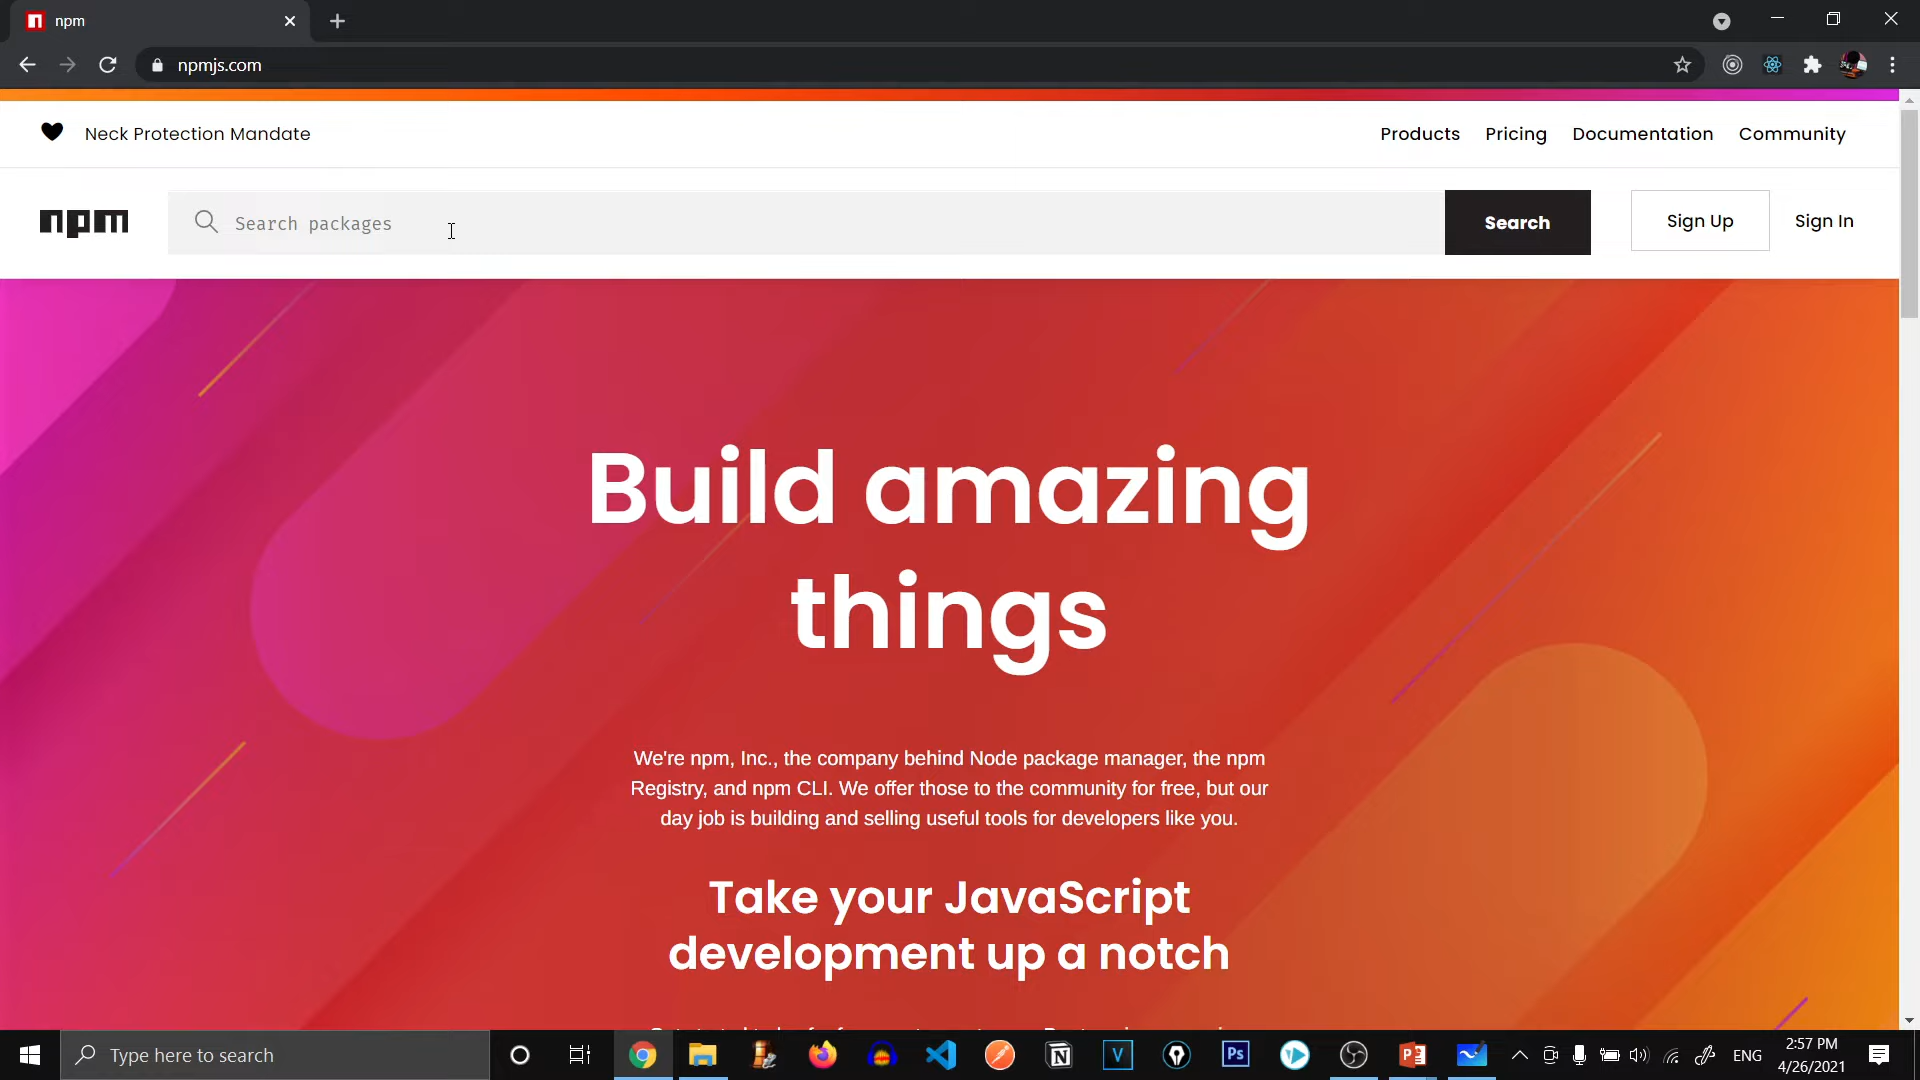 npm
npmjs.com
Neck Protection Mandate
Products Pricing Documentation Community
npm Search packages Search Sign Up Sign In
Build amazing
things
We're npm, Inc., the company behind Node package manager, the npm
Registry, and npm CLI. We offer those to the community for free, but our
day job is building and selling useful tools for developers like you.
Take your JavaScript
development up a notch
Type here to search
ENG
2:57 PM
4/26/2021